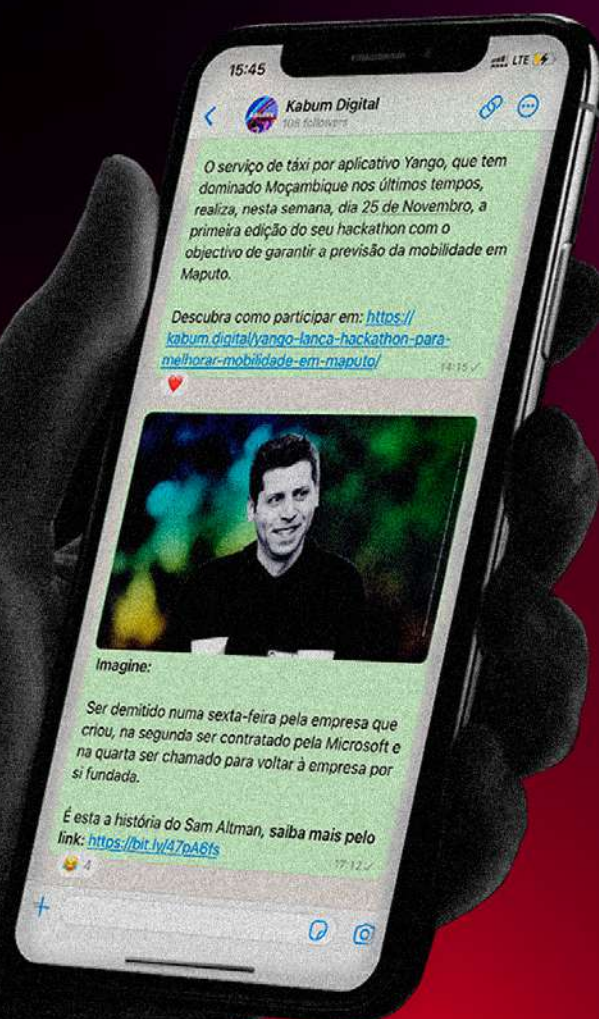 15:45
LTE
Kabum Digital
108 followers
O serviço de táxi por aplicativo Yango, que tem
dominado Moçambique nos últimos tempos,
realiza, nesta semana, dia 25 de Novembro, a
primeira edição do seu hackathon com o
objectivo de garantir a previsão da mobilidade em
Maputo.
Descubra como participar em: https://
kabum.digital/yango-lanca-hackathon-para-
melhorar-mobilidade-em-maputo/
14:15
Imagine:
Ser demitido numa sexta-feira pela empresa que
criou, na segunda ser contratado pela Microsoft e
na quarta ser chamado para voltar à empresa por
si fundada.
É esta a história do Sam Altman, saiba mais pelo
link: https://bit.ly/47pA6fs
17:12
4